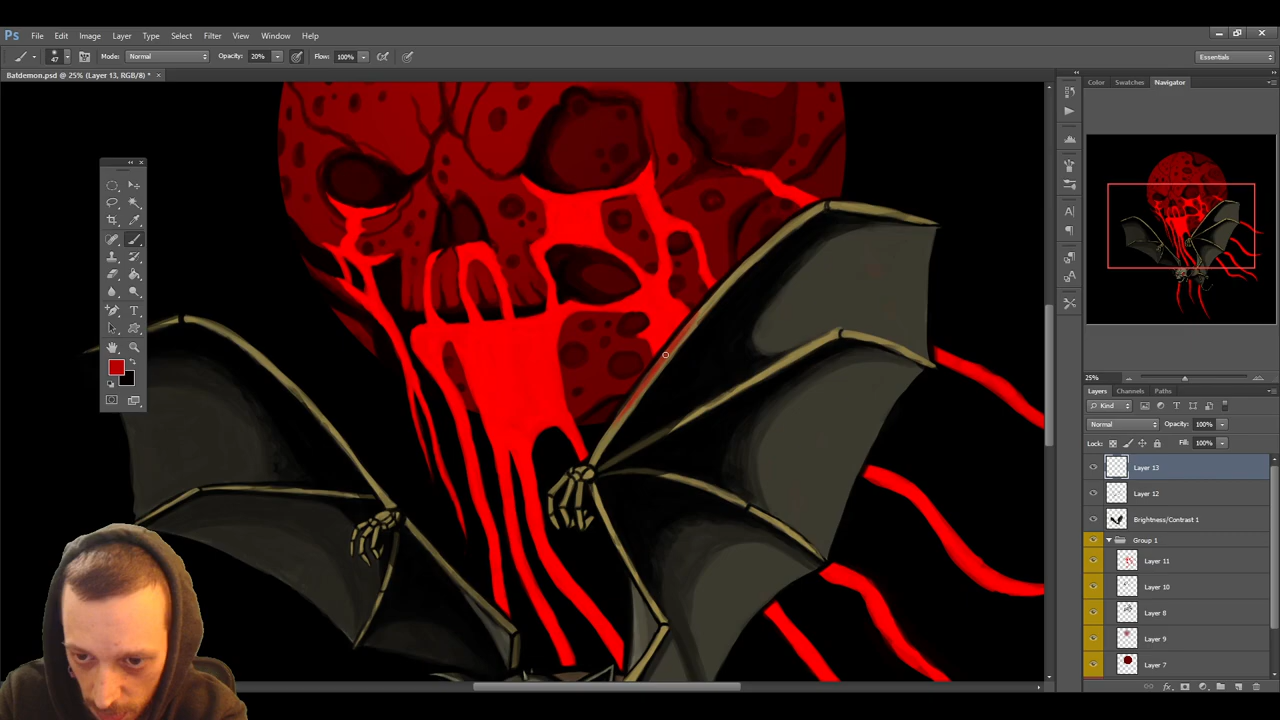 Ps File Edit Image Layer Type Select Filter View Window Help
47 Mode: Normal Opacity: 20% Flow: 100% Essentials
Batdemon.psd @ 25% (Layer 13, RGB/8) *
Color Swatches Navigator
25%
Layers Channels Paths
Kind
Normal Opacity: 100%
Lock: Fill: 100%
Layer 13
Layer 12
Brightness/Contrast 1
Group 1
Layer 11
Layer 10
Layer 8
Layer 9
Layer 7